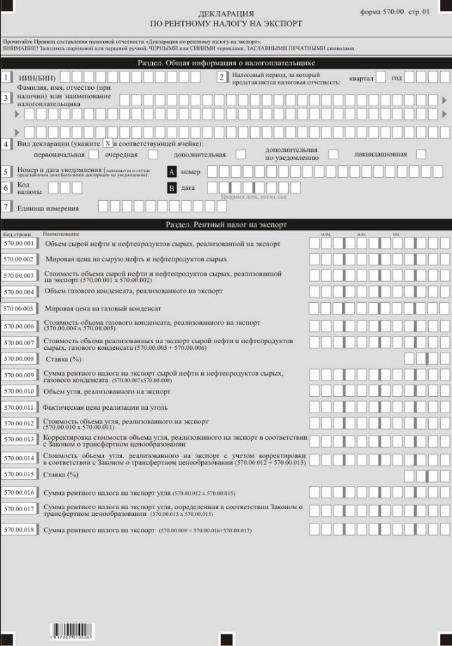 форма 570.00 стр. 01
ДЕКЛАРАЦИЯ
ПО РЕНТНОМУ НАЛОГУ НА ЭКСПОРТ
Прочитайте Правила составления налоговой отчетности «Декларация по рентному налогу на экспорт».
ВНИМАНИЕ! Заполнять шариковой или перьевой ручкой, ЧЕРНЫМИ или СИНИМИ чернилами, ЗАГЛАВНЫМИ ПЕЧАТНЫМИ символами.
Раздел. Общая информация о налогоплательщике
1 ИИН(БИН)
2 Налоговый период, за который представляется налоговая отчетность: квартал год
3 Фамилия, имя, отчество (при
наличии) или наименование
налогоплательщика
4 Вид декларации (укажите X в соответствующей ячейке):
первоначальная очередная дополнительная дополнительная по уведомлению ликвидационная
5 Номер и дата уведомления
A номер
6 Код валюты
B дата
7 Единица измерения
Раздел. Рентный налог на экспорт
Код строки Наименование
570.00.001 Объем сырой нефти и нефтепродуктов сырых, реализованной на экспорт
570.00.002 Мировая цена на сырую нефть и нефтепродуктов сырых
570.00.003 Стоимость объема сырой нефти и нефтепродуктов сырых, реализованной
на экспорт (570.00.001 х 570.00.002)
570.00.004 Объем газового конденсата, реализованного на экспорт
570.00.005 Мировая цена на газовый конденсат
570.00.006 Стоимость объема газового конденсата, реализованного на экспорт
(570.00.004 х 570.00.005)
570.00.007 Стоимость объема реализованных на экспорт сырой нефти и нефтепродуктов
сырых, газового конденсата (570.00.003 + 570.00.006)
570.00.008 Ставка (%)
570.00.009 Сумма рентного налога на экспорт сырой нефти и нефтепродуктов сырых,
газового конденсата (570.00.007х570.00.008)
570.00.010 Объем угля, реализованного на экспорт
570.00.011 Фактическая цена реализации на уголь
570.00.012 Стоимость объема угля, реализованного на экспорт
(570.00.010 х 570.00.011)
570.00.013 Корректировка стоимости объема угля, реализованного на экспорт в соответствии
с Законом о трансфертном ценообразовании
570.00.014 Стоимость объема угля, реализованного на экспорт с учетом корректировки
в соответствии с Законом о трансфертном ценообразования (570.00.012 + 570.00.013)
570.00.015 Ставка (%)
570.00.016 Сумма рентного налога на экспорт угля (570.00.012 х 570.00.015)
570.00.017 Сумма рентного налога на экспорт угля, определенная в соответствии Законом о
трансфертном ценообразовании (570.00.013 х 570.00.015)
570.00.018 Сумма рентного налога на экспорт (570.00.009 + 570.00.016+570.00.017)